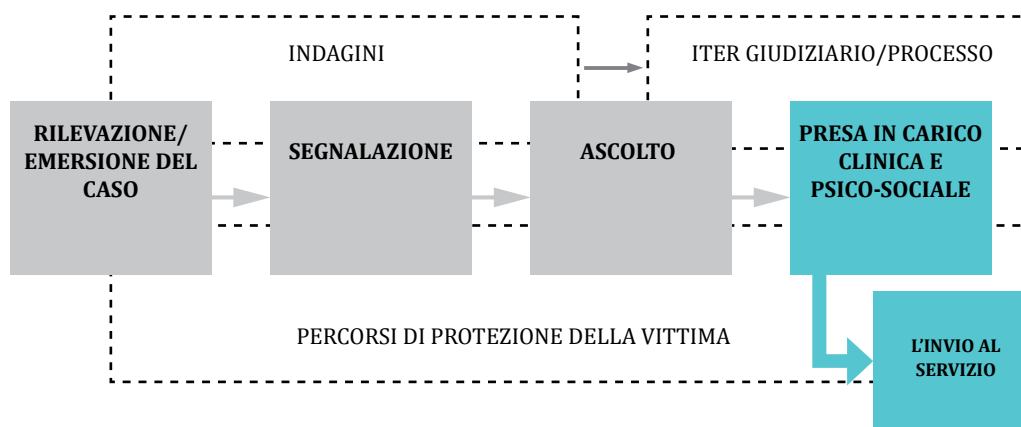 INDAGINI
ITER GIUDIZIARIO/PROCESSO
RILEVAZIONE/
EMERSIONE DEL
CASO
SEGNALAZIONE
ASCOLTO
PRESA IN CARICO
CLINICA E
PSICO-SOCIALE
PERCORSI DI PROTEZIONE DELLA VITTIMA
L’INVIO AL
SERVIZIO